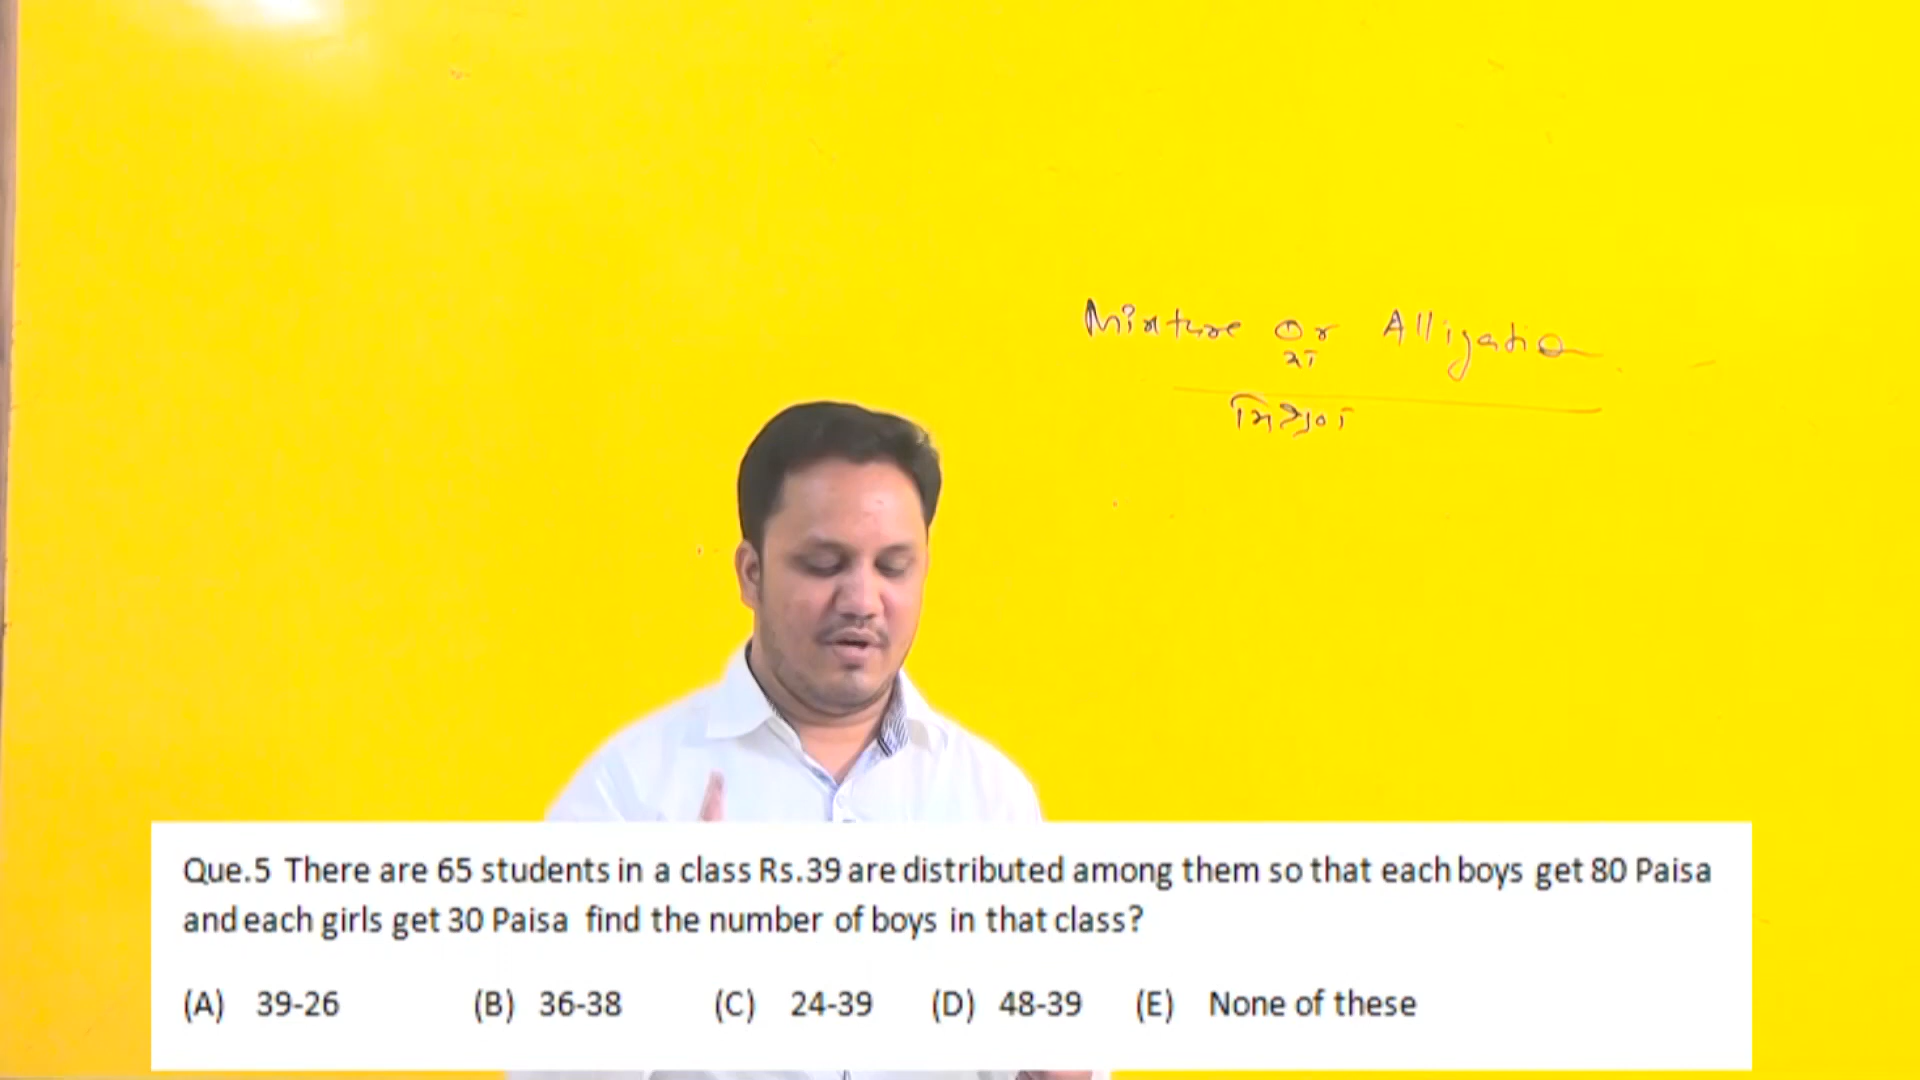 Mixture Or Alligation
या
मिश्रण
Que.5 There are 65 students in a class Rs.39 are distributed among them so that each boys get 80 Paisa
and each girls get 30 Paisa find the number of boys in that class?
(A) 39-26 (B) 36-38 (C) 24-39 (D) 48-39 (E) None of these